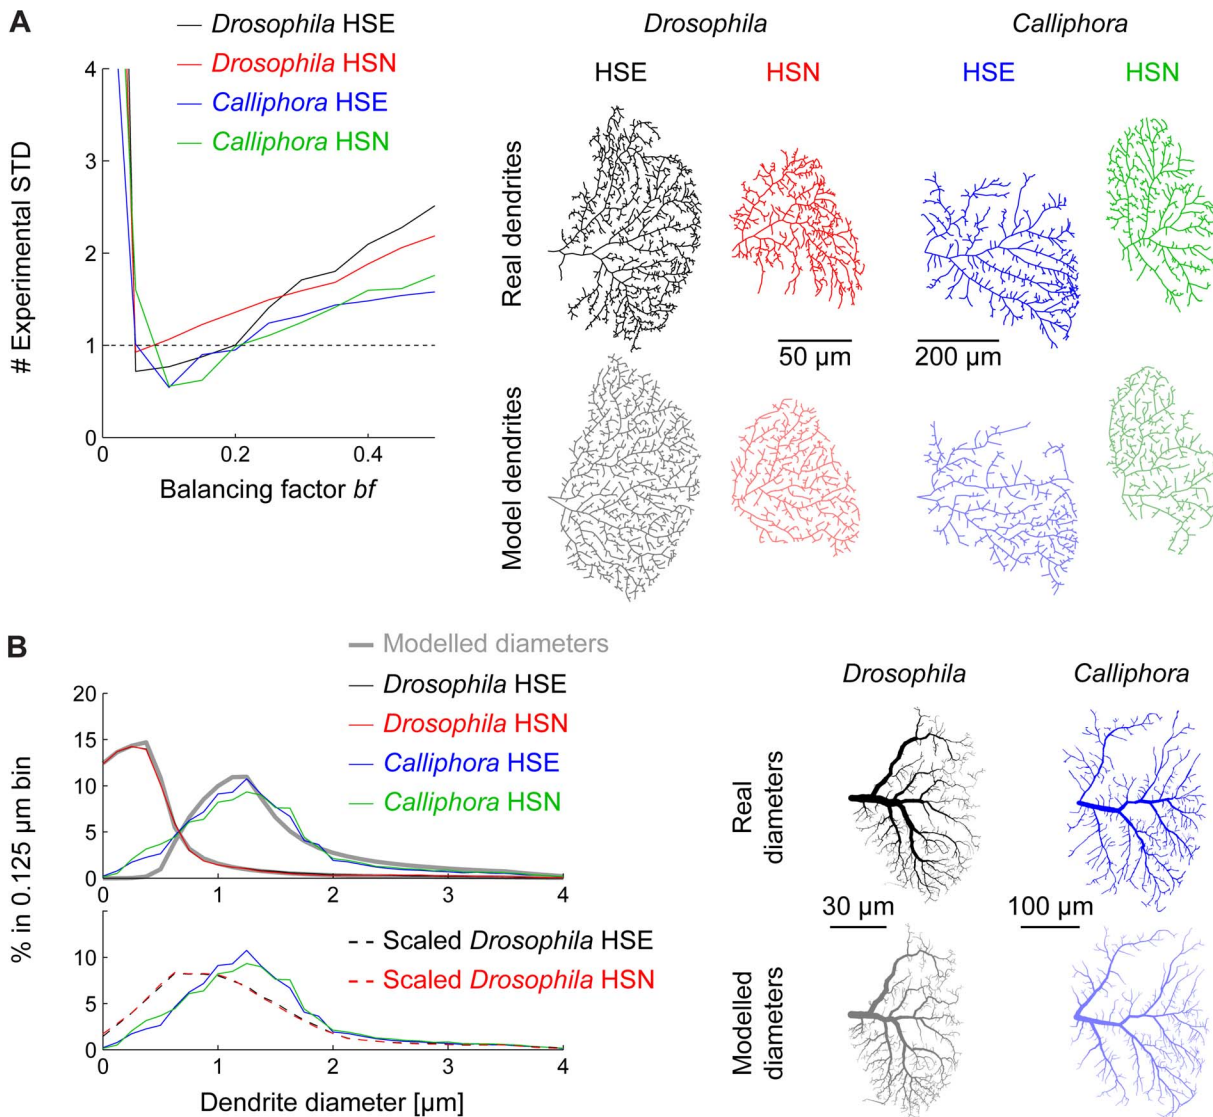 A
Drosophila HSE
Drosophila HSN
Calliphora HSE
Calliphora HSN
# Experimental STD
4
3
2
1
0
0
0.2
0.4
Balancing factor bf
Drosophila
Calliphora
HSE
HSN
HSE
HSN
Real dendrites
50 µm
200 µm
Model dendrites
B
Modelled diameters
Drosophila HSE
Drosophila HSN
Calliphora HSE
Calliphora HSN
% in 0.125 µm bin
20
15
10
5
0
0
1
2
3
4
Scaled Drosophila HSE
Scaled Drosophila HSN
10
5
0
0
1
2
3
4
Dendrite diameter [µm]
Drosophila
Calliphora
Real
diameters
30 µm
100 µm
Modelled
diameters